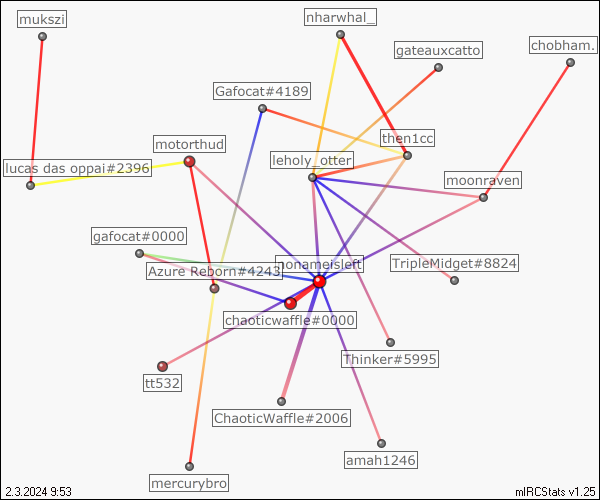 mukszi
nharwhal_
gateauxcatto
chobham.
Gafocat#4189
motorthud
then1cc
lucas das oppai#2396
leholy_otter
moonraven
gafocat#0000
Azure Reborn#4243
nonameisleft
TripleMidget#8824
chaoticwaffle#0000
Thinker#5995
tt532
ChaoticWaffle#2006
amah1246
mercurybro
2.3.2024 9:53
mIRCStats v1.25